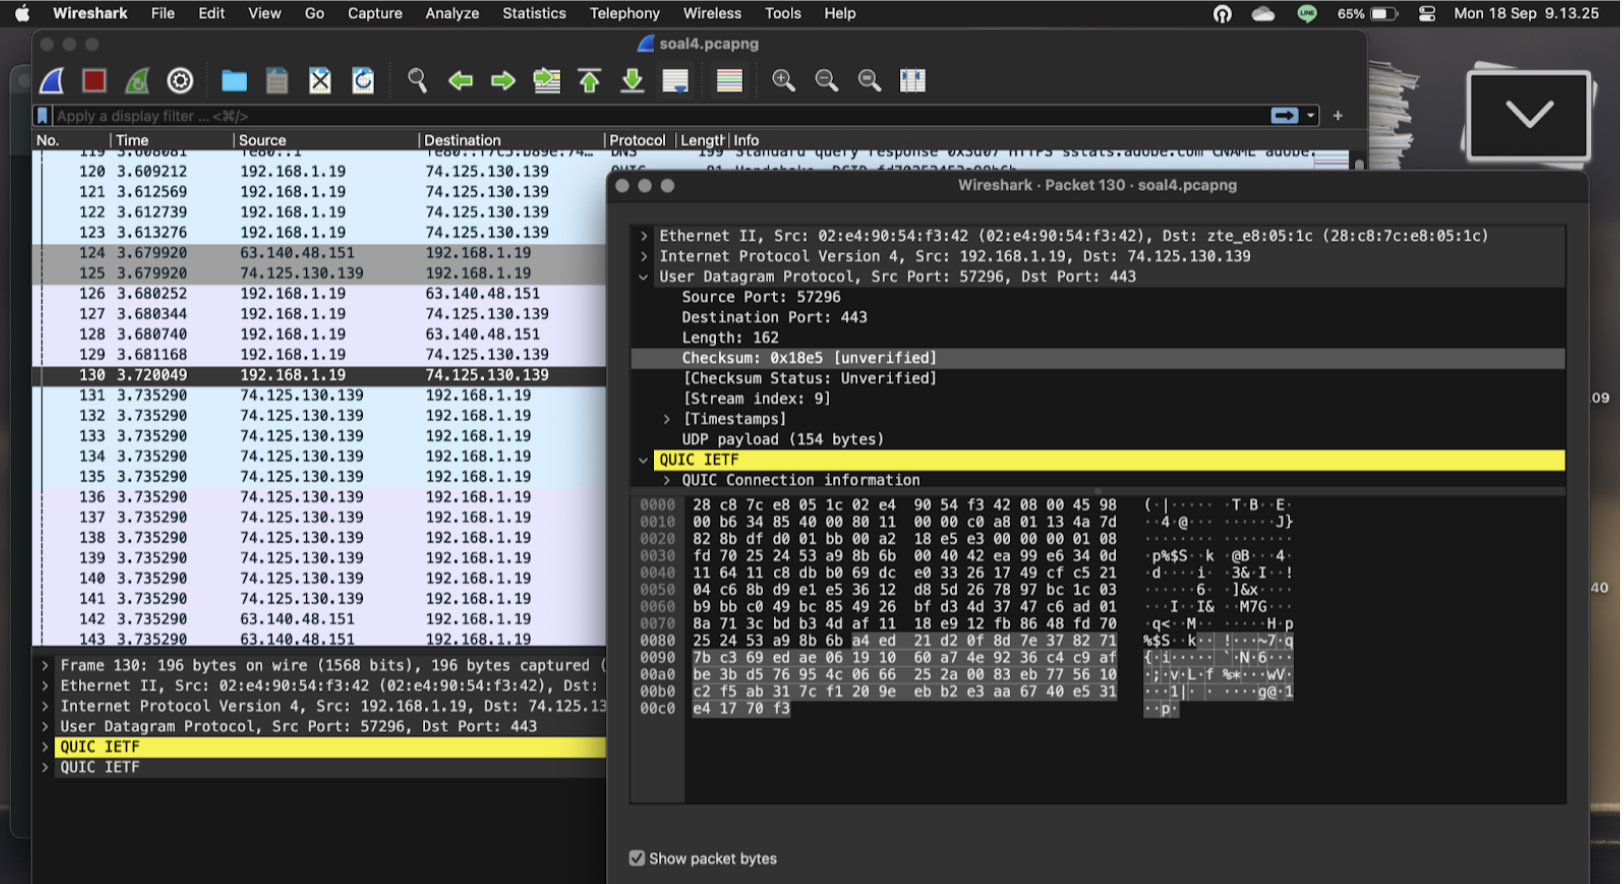 Wireshark File Edit View Go Capture Analyze Statistics Telephony Wireless Tools Help LINE 65% Mon 18 Sep 9.13.25
soal4.pcapng
Apply a display filter ... <⌘/>
No. Time Source Destination Protocol Length Info
119 3.608081 fe80::1 DNS 199 Standard query response 0x3d07 HTTPS sstats.adobe.com CNAME adobe.
120 3.609212 192.168.1.19 74.125.130.139
121 3.612569 192.168.1.19 74.125.130.139
122 3.612739 192.168.1.19 74.125.130.139
123 3.613276 192.168.1.19 74.125.130.139
124 3.679920 63.140.48.151 192.168.1.19
125 3.679920 74.125.130.139 192.168.1.19
126 3.680252 192.168.1.19 63.140.48.151
127 3.680344 192.168.1.19 74.125.130.139
128 3.680740 192.168.1.19 63.140.48.151
129 3.681168 192.168.1.19 74.125.130.139
130 3.720049 192.168.1.19 74.125.130.139
131 3.735290 74.125.130.139 192.168.1.19
132 3.735290 74.125.130.139 192.168.1.19
133 3.735290 74.125.130.139 192.168.1.19
134 3.735290 74.125.130.139 192.168.1.19
135 3.735290 74.125.130.139 192.168.1.19
136 3.735290 74.125.130.139 192.168.1.19
137 3.735290 74.125.130.139 192.168.1.19
138 3.735290 74.125.130.139 192.168.1.19
139 3.735290 74.125.130.139 192.168.1.19
140 3.735290 74.125.130.139 192.168.1.19
141 3.735290 74.125.130.139 192.168.1.19
142 3.735290 63.140.48.151 192.168.1.19
143 3.735290 63.140.48.151 192.168.1.19
Frame 130: 196 bytes on wire (1568 bits), 196 bytes captured (
Ethernet II, Src: 02:e4:90:54:f3:42 (02:e4:90:54:f3:42), Dst:
Internet Protocol Version 4, Src: 192.168.1.19, Dst: 74.125.13
User Datagram Protocol, Src Port: 57296, Dst Port: 443
QUIC IETF
QUIC IETF
Wireshark · Packet 130 · soal4.pcapng
Ethernet II, Src: 02:e4:90:54:f3:42 (02:e4:90:54:f3:42), Dst: zte_e8:05:1c (28:c8:7c:e8:05:1c)
Internet Protocol Version 4, Src: 192.168.1.19, Dst: 74.125.130.139
User Datagram Protocol, Src Port: 57296, Dst Port: 443
Source Port: 57296
Destination Port: 443
Length: 162
Checksum: 0x18e5 [unverified]
[Checksum Status: Unverified]
[Stream index: 9]
[Timestamps]
UDP payload (154 bytes)
QUIC IETF
QUIC Connection information
0000 28 c8 7c e8 05 1c 02 e4 90 54 f3 42 08 00 45 98 (·|····· ·T·B··E·
0010 00 b6 34 85 40 00 80 11 00 00 c0 a8 01 13 4a 7d ··4·@··· ······J}
0020 82 8b df d0 01 bb 00 a2 18 e5 e3 00 00 00 01 08 ········ ········
0030 fd 70 25 24 53 a9 8b 6b 00 40 42 ea 99 e6 34 0d ·p%$S··k ·@B···4·
0040 11 64 11 c8 db b0 69 dc e0 33 26 17 49 cf c5 21 ·d····i· ·3&·I··!
0050 04 c6 8b d9 e1 e5 36 12 d8 5d 26 78 97 bc 1c 03 ······6· ·]&x····
0060 b9 bb c0 49 bc 85 49 26 bf d3 4d 37 47 c6 ad 01 ···I··I& ··M7G···
0070 8a 71 3c bd b3 4d af 11 18 e9 12 fb 86 48 fd 70 ·q<··M·· ·····H·p
0080 25 24 53 a9 8b 6b a4 ed 21 d2 0f 8d 7e 37 82 71 %$S··k·· !···~7·q
0090 7b c3 69 ed ae 06 19 10 60 a7 4e 92 36 c4 c9 af {·i····· `·N·6···
00a0 be 3b d5 76 95 4c 06 66 25 2a 00 83 eb 77 56 10 ·;·v·L·f %*···wV·
00b0 c2 f5 ab 31 7c f1 20 9e eb b2 e3 aa 67 40 e5 31 ···1|· · ····g@·1
00c0 e4 17 70 f3 ··p·
Show packet bytes
.09
40